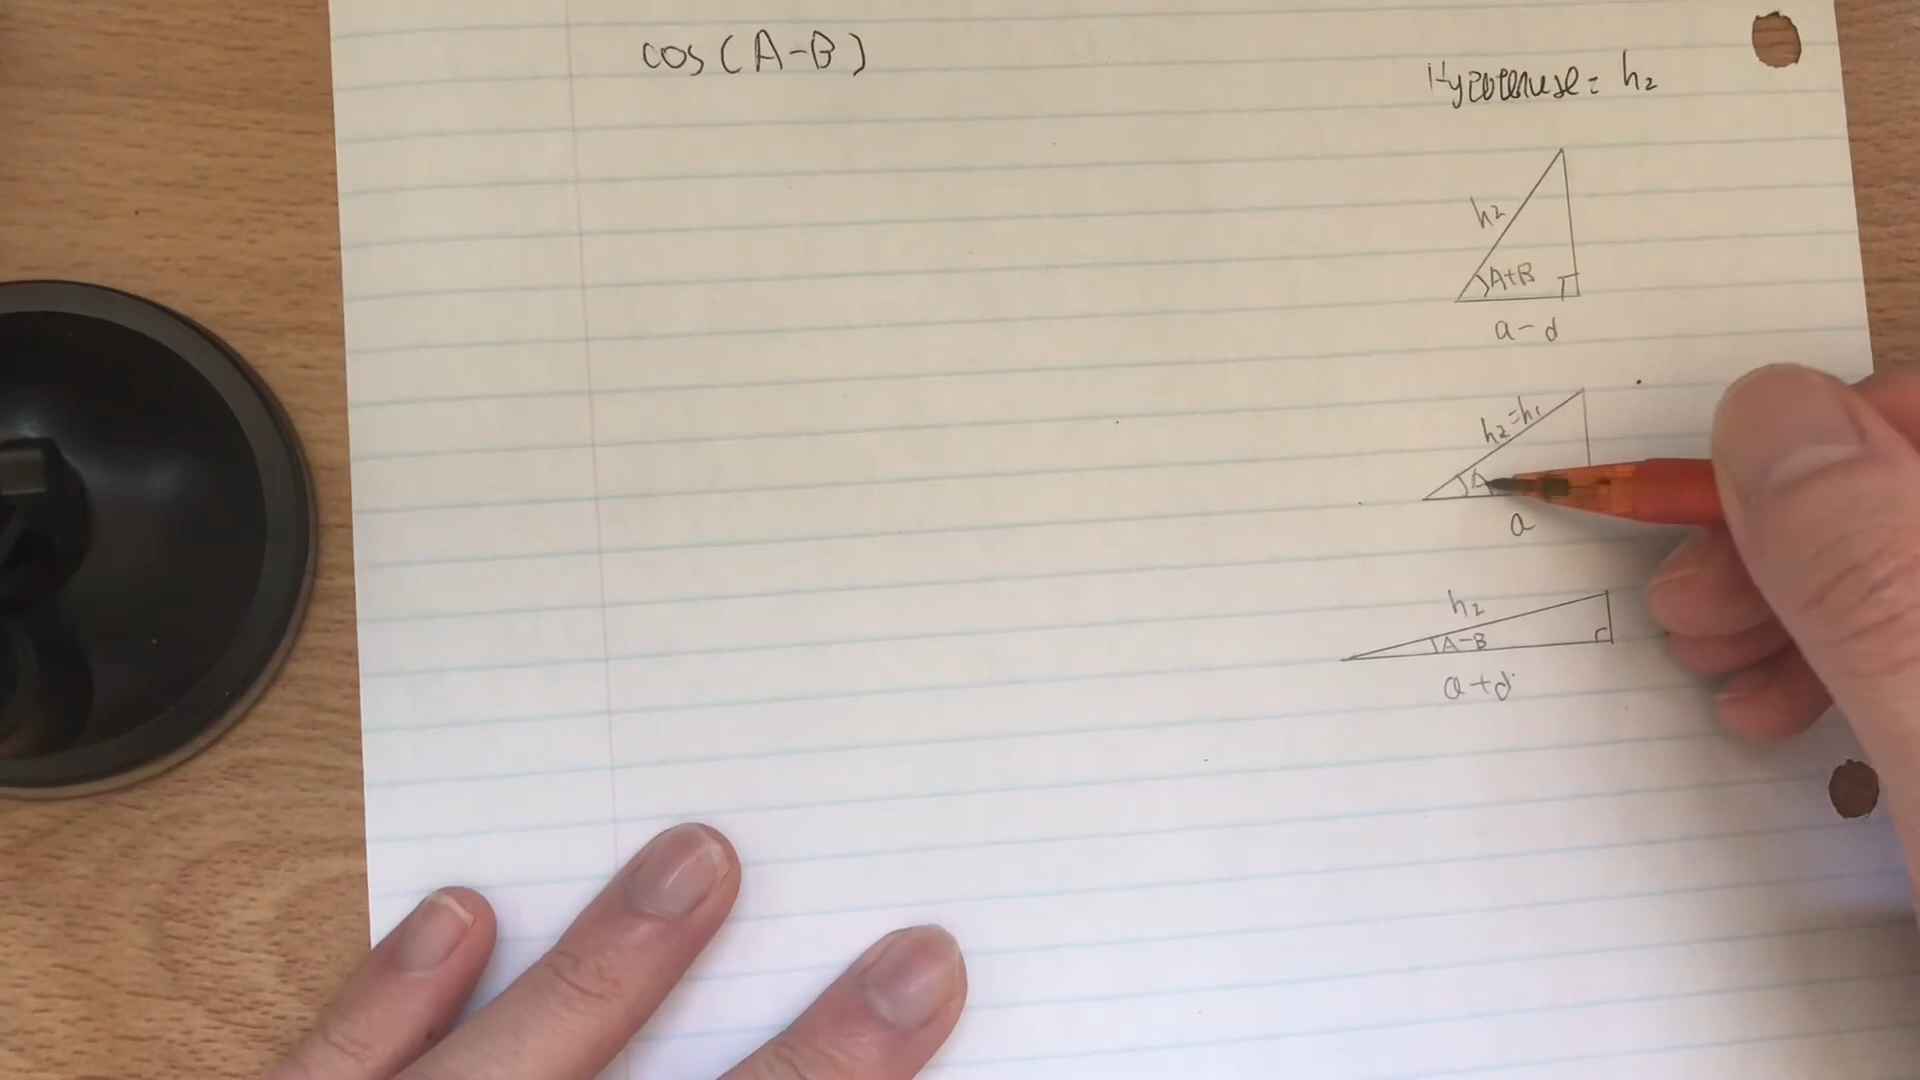 cos(A-B)
Hypotenuse = h₂
h₂
A+B
a-d
h₂=h₁
A
a
h₂
A-B
a+d